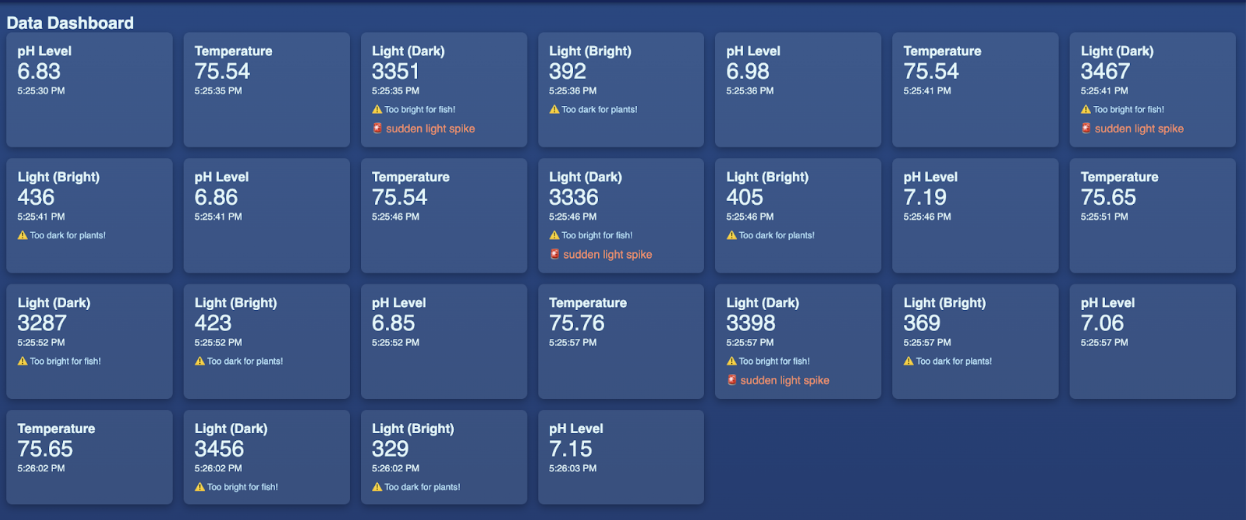 Data Dashboard
pH Level
6.83
5:25:30 PM
Temperature
75.54
5:25:35 PM
Light (Dark)
3351
5:25:35 PM
⚠️ Too bright for fish!
🚨 sudden light spike
Light (Bright)
392
5:25:36 PM
⚠️ Too dark for plants!
pH Level
6.98
5:25:36 PM
Temperature
75.54
5:25:41 PM
Light (Dark)
3467
5:25:41 PM
⚠️ Too bright for fish!
🚨 sudden light spike
Light (Bright)
436
5:25:41 PM
⚠️ Too dark for plants!
pH Level
6.86
5:25:41 PM
Temperature
75.54
5:25:46 PM
Light (Dark)
3336
5:25:46 PM
⚠️ Too bright for fish!
🚨 sudden light spike
Light (Bright)
405
5:25:46 PM
⚠️ Too dark for plants!
pH Level
7.19
5:25:46 PM
Temperature
75.65
5:25:51 PM
Light (Dark)
3287
5:25:52 PM
⚠️ Too bright for fish!
Light (Bright)
423
5:25:52 PM
⚠️ Too dark for plants!
pH Level
6.85
5:25:52 PM
Temperature
75.76
5:25:57 PM
Light (Dark)
3398
5:25:57 PM
⚠️ Too bright for fish!
🚨 sudden light spike
Light (Bright)
369
5:25:57 PM
⚠️ Too dark for plants!
pH Level
7.06
5:25:57 PM
Temperature
75.65
5:26:02 PM
Light (Dark)
3456
5:26:02 PM
⚠️ Too bright for fish!
Light (Bright)
329
5:26:02 PM
⚠️ Too dark for plants!
pH Level
7.15
5:26:03 PM